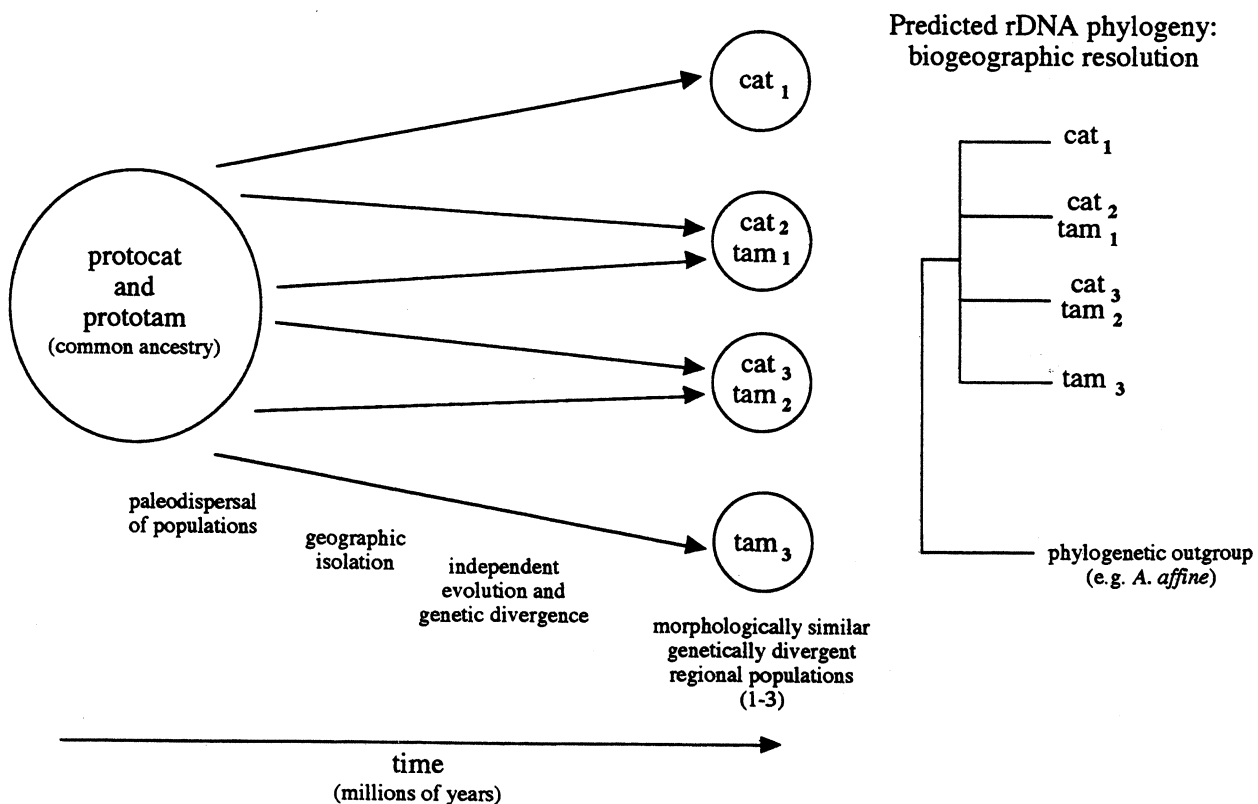 Predicted rDNA phylogeny:
biogeographic resolution
cat 1
cat 2
tam 1
cat 3
tam 2
tam 3
protocat
and
prototam
(common ancestry)
paleodispersal
of populations
geographic
isolation
independent
evolution and
genetic divergence
morphologically similar
genetically divergent
regional populations
(1-3)
time
(millions of years)
cat 1
cat 2
tam 1
cat 3
tam 2
tam 3
phylogenetic outgroup
(e.g. A. affine)